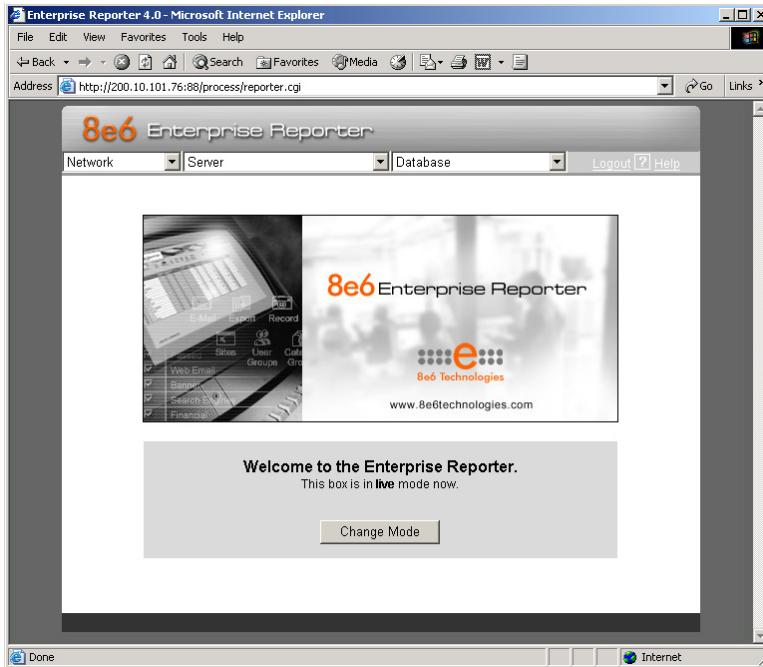 Enterprise Reporter 4.0 - Microsoft Internet Explorer
File Edit View Favorites Tools Help
Back Search Favorites Media
Address http://200.10.101.76:88/process/reporter.cgi Go Links »
8e6 Enterprise Reporter
Network Server Database Logout ? Help
8e6 Enterprise Reporter
E-Mail Export Record
Sites User Groups
Web Email
Banner
Search Engines
Financial
8e6 Technologies
www.8e6technologies.com
Welcome to the Enterprise Reporter.
This box is in live mode now.
Change Mode
Done Internet